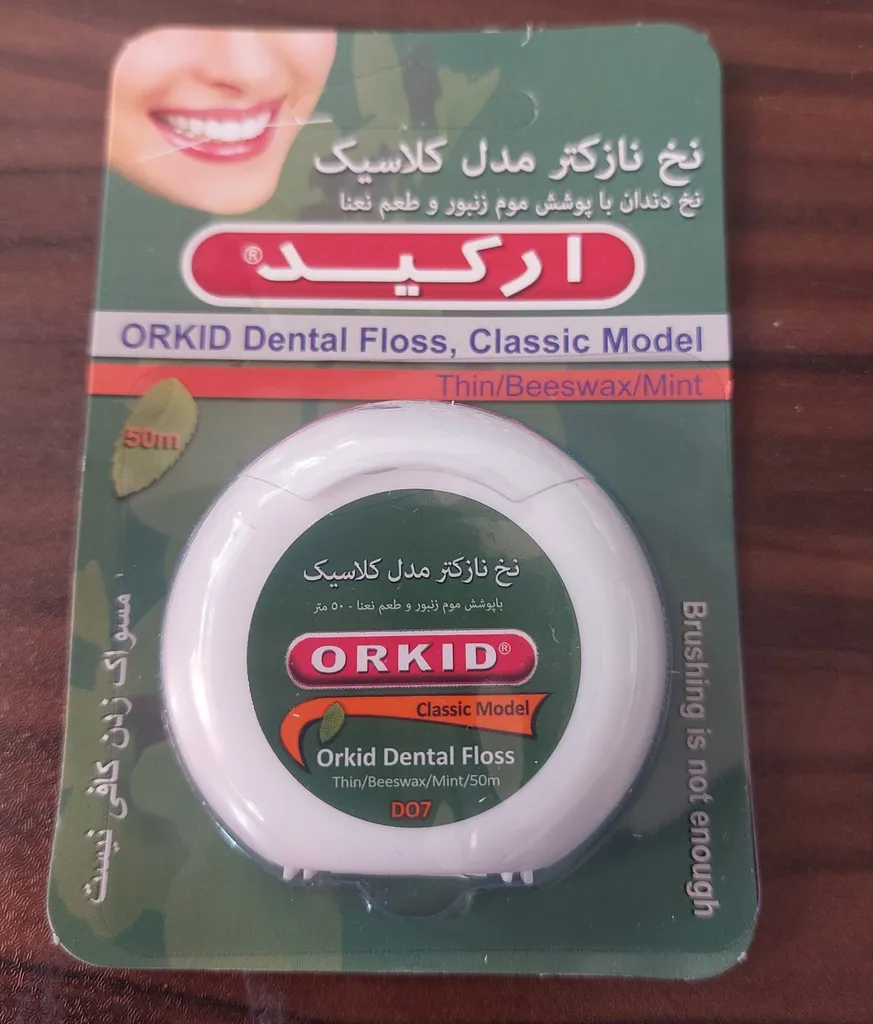 نخ نازکتر مدل کلاسیک
نخ دندان با پوشش موم زنبور و طعم نعنا
ارکید®
ORKID Dental Floss, Classic Model
Thin/Beeswax/Mint
50m
نخ نازکتر مدل کلاسیک
باپوشش موم زنبور و طعم نعنا - ۵۰ متر
ORKID®
Classic Model
Orkid Dental Floss
Thin/Beeswax/Mint/50m
DO7
مسواک زدن کافی نیست
Brushing is not enough